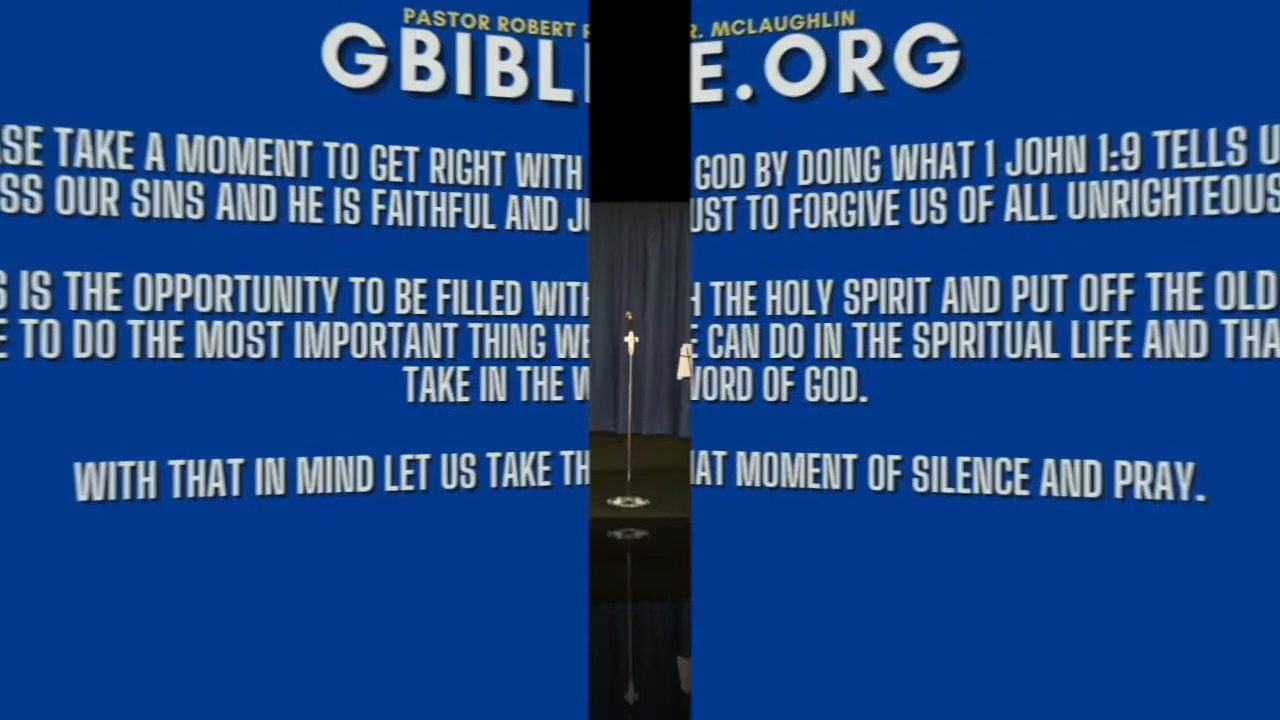 PASTOR ROBERT R. MCLAUGHLIN
GBIBLE.ORG
TAKE A MOMENT TO GET RIGHT WITH GOD BY DOING WHAT 1 JOHN 1:9 TELLS
OUR SINS AND HE IS FAITHFUL AND JUST TO FORGIVE US OF ALL
IS THE OPPORTUNITY TO BE FILLED WITH THE HOLY SPIRIT AND PUT OFF THE OLD
TO DO THE MOST IMPORTANT THING WE CAN DO IN THE SPIRITUAL LIFE AND
TAKE IN THE WORD OF GOD.
WITH THAT IN MIND LET US TAKE THAT MOMENT OF SILENCE AND PRAY.